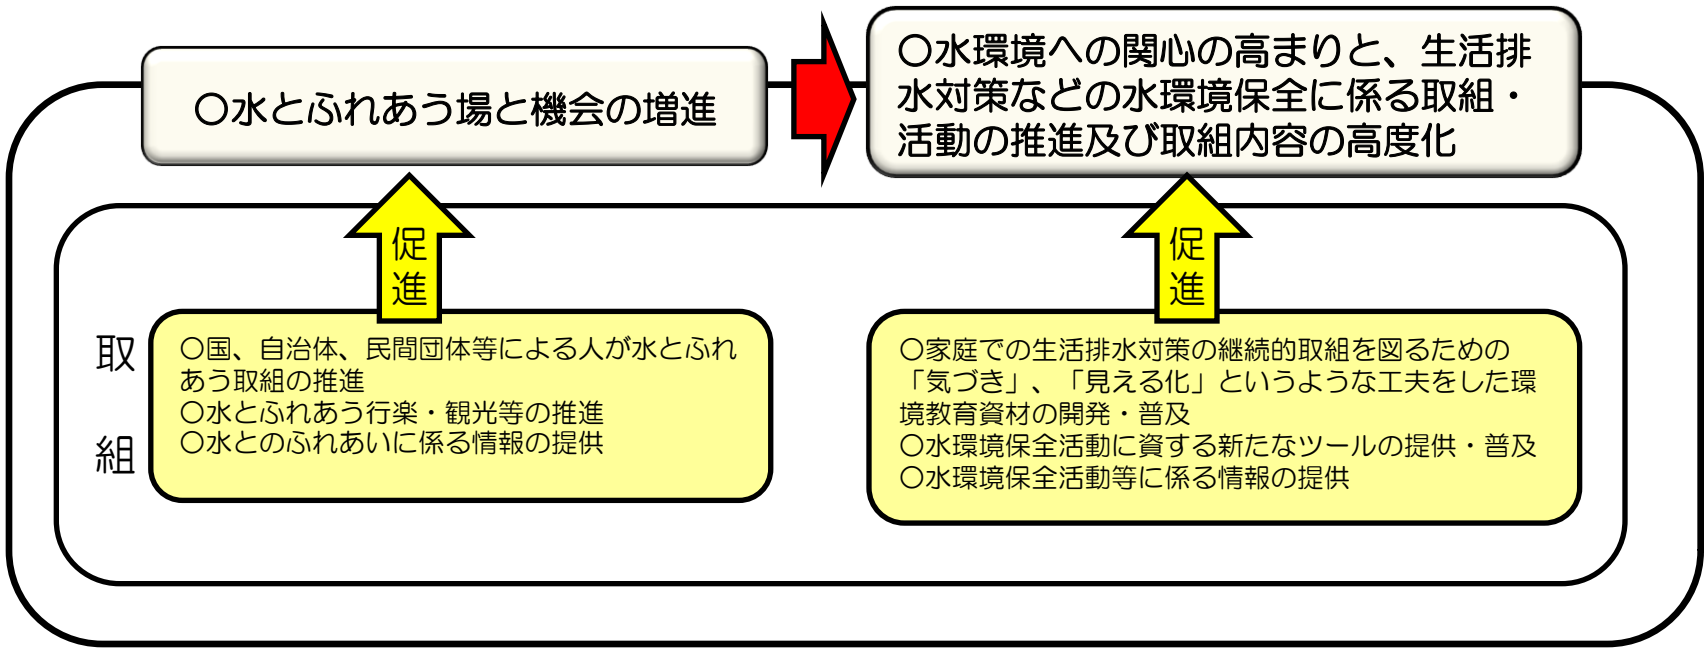 〇水とふれあう場と機会の増進
〇水環境への関心の高まりと、生活排
水対策などの水環境保全に係る取組・
活動の推進及び取組内容の高度化
促
進
促
進
取
組
〇国、自治体、民間団体等による人が水とふれ
あう取組の推進
〇水とふれあう行楽・観光等の推進
〇水とのふれあいに係る情報の提供
〇家庭での生活排水対策の継続的取組を図るための
「気づき」、「見える化」というような工夫をした環
境教育資材の開発・普及
〇水環境保全活動に資する新たなツールの提供・普及
〇水環境保全活動等に係る情報の提供